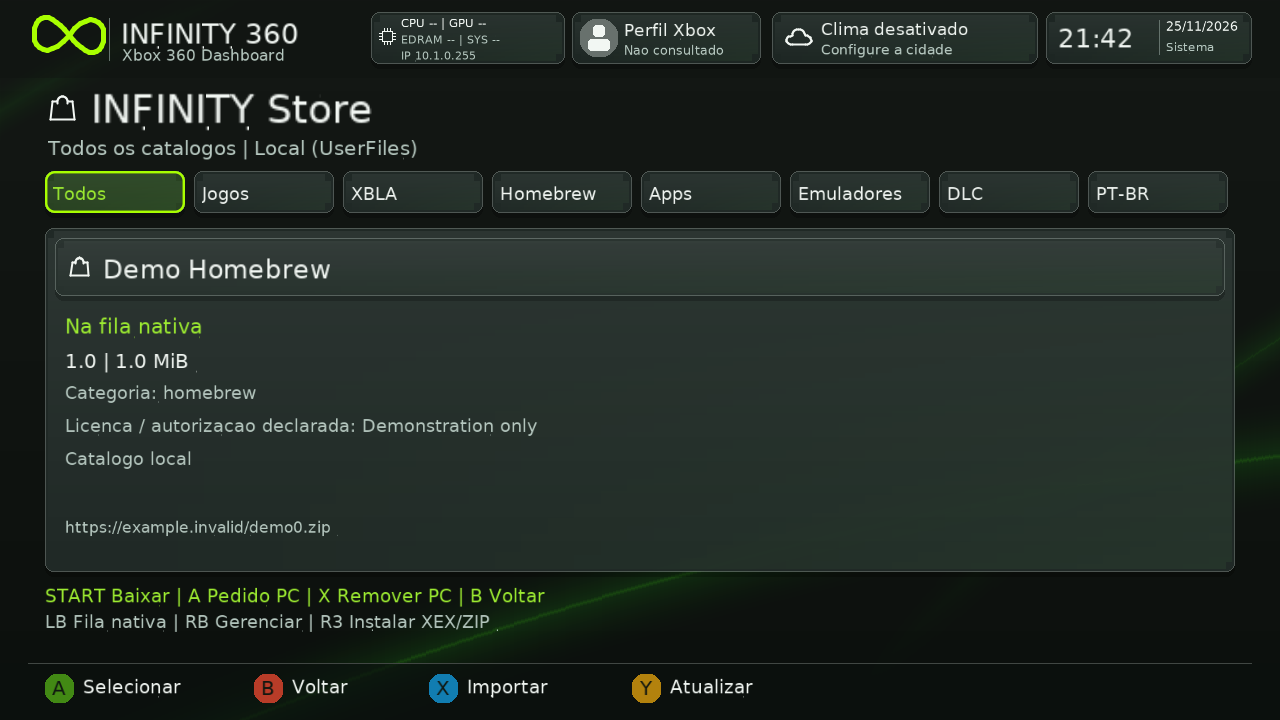 INFINITY 360
Xbox 360 Dashboard
CPU -- | GPU --
EDRAM -- | SYS --
IP 10.1.0.255
Perfil Xbox
Nao consultado
Clima desativado
Configure a cidade
21:42
25/11/2026
Sistema
INFINITY Store
Todos os catalogos | Local (UserFiles)
Todos
Jogos
XBLA
Homebrew
Apps
Emuladores
DLC
PT-BR
Demo Homebrew
Na fila nativa
1.0 | 1.0 MiB
Categoria: homebrew
Licenca / autorizacao declarada: Demonstration only
Catalogo local
https://example.invalid/demo0.zip
START Baixar | A Pedido PC | X Remover PC | B Voltar
LB Fila nativa | RB Gerenciar | R3 Instalar XEX/ZIP
A Selecionar
B Voltar
X Importar
Y Atualizar